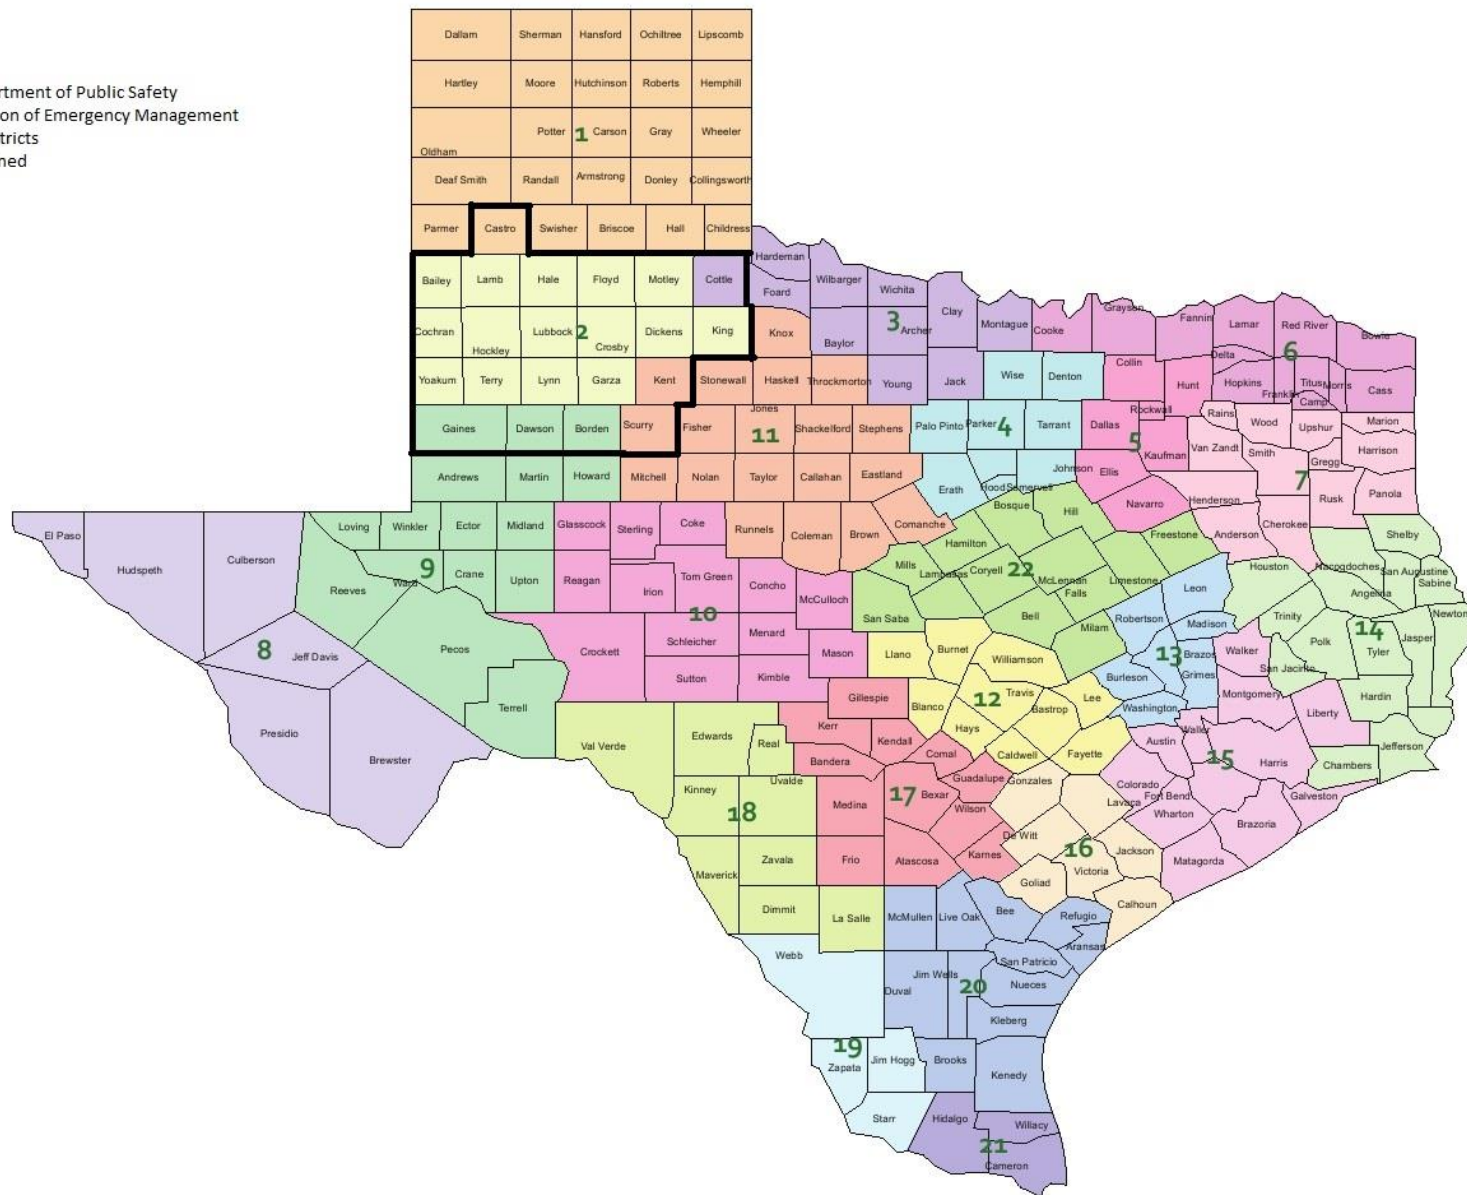 rtment of Public Safety
on of Emergency Management
tricts
ned
Dallam Sherman Hansford Ochiltree Lipscomb
Hartley Moore Hutchinson Roberts Hemphill
Oldham Potter 1 Carson Gray Wheeler
Deaf Smith Randall Armstrong Donley Collingsworth
Parmer Castro Swisher Briscoe Hall Childress
Bailey Lamb Hale Floyd Motley Cottle Hardeman Foard Wilbarger Wichita
Cochran Hockley Lubbock 2 Crosby Dickens King Knox Baylor 3 Archer Clay Montague Cooke Grayson Fannin Lamar Red River 6 Bowie
Yoakum Terry Lynn Garza Kent Stonewall Haskell Throckmorton Young Jack Wise Denton Collin Hunt Delta Hopkins Franklin Titus Camp Morris Cass
Gaines Dawson Borden Scurry Fisher Jones 11 Shackelford Stephens Palo Pinto Parker 4 Tarrant Dallas Rockwall 5 Kaufman Rains Van Zandt Wood Smith Upshur Gregg Marion Harrison
Andrews Martin Howard Mitchell Nolan Taylor Callahan Eastland Erath Hood Somervell Johnson Ellis Navarro Henderson 7 Rusk Panola
El Paso Hudspeth Culberson Loving Winkler Ector Midland Glasscock Sterling Coke Runnels Coleman Brown Comanche Bosque Hill Freestone Anderson Cherokee Shelby
Reeves Ward 9 Crane Upton Reagan Irion Tom Green Concho McCulloch Mills Hamilton Lampasas Coryell 22 McLennan Falls Limestone Leon Houston Nacogdoches San Augustine Sabine Angelina
8 Jeff Davis Pecos Crockett 10 Schleicher Menard Mason San Saba Bell Milam Robertson Madison Trinity Polk 14 Tyler Jasper Newton
Presidio Brewster Terrell Sutton Kimble Gillespie Llano Burnet Williamson Burleson 13 Brazos Grimes Walker San Jacinto Hardin
Val Verde Edwards Real Kerr Kendall Bandera Blanco Hays 12 Travis Bastrop Lee Washington Montgomery Liberty
Comal Caldwell Fayette Austin Waller 15 Harris Chambers Jefferson
Kinney Uvalde 18 Medina 17 Bexar Guadalupe Wilson Gonzales Lavaca Colorado Fort Bend Wharton Brazoria Galveston
Maverick Zavala Frio Atascosa Karnes De Witt 16 Victoria Jackson Matagorda
Dimmit La Salle McMullen Live Oak Bee Goliad Refugio Calhoun Aransas
Webb Duval Jim Wells 20 San Patricio Nueces
Kleberg
19 Zapata Jim Hogg Brooks Kenedy
Starr Hidalgo Willacy
21
Cameron